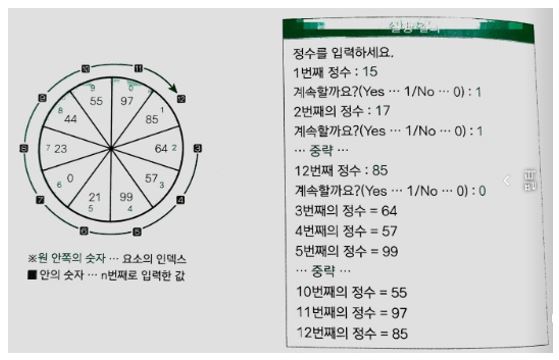 10 11 12
9 9 0
55 97
8 44 85 1
8 7 23 64 2 3
6 0 57 3
7 21 99 4
5 4
6 5
※원 안쪽의 숫자 … 요소의 인덱스
■ 안의 숫자 … n번째로 입력한 값
실행 결과
정수를 입력하세요.
1번째 정수 : 15
계속할까요?(Yes … 1/No … 0) : 1
2번째의 정수 : 17
계속할까요?(Yes … 1/No … 0) : 1
… 중략 …
12번째 정수 : 85
계속할까요?(Yes … 1/No … 0) : 0
3번째의 정수 = 64
4번째의 정수 = 57
5번째의 정수 = 99
… 중략 …
10번째의 정수 = 55
11번째의 정수 = 97
12번째의 정수 = 85